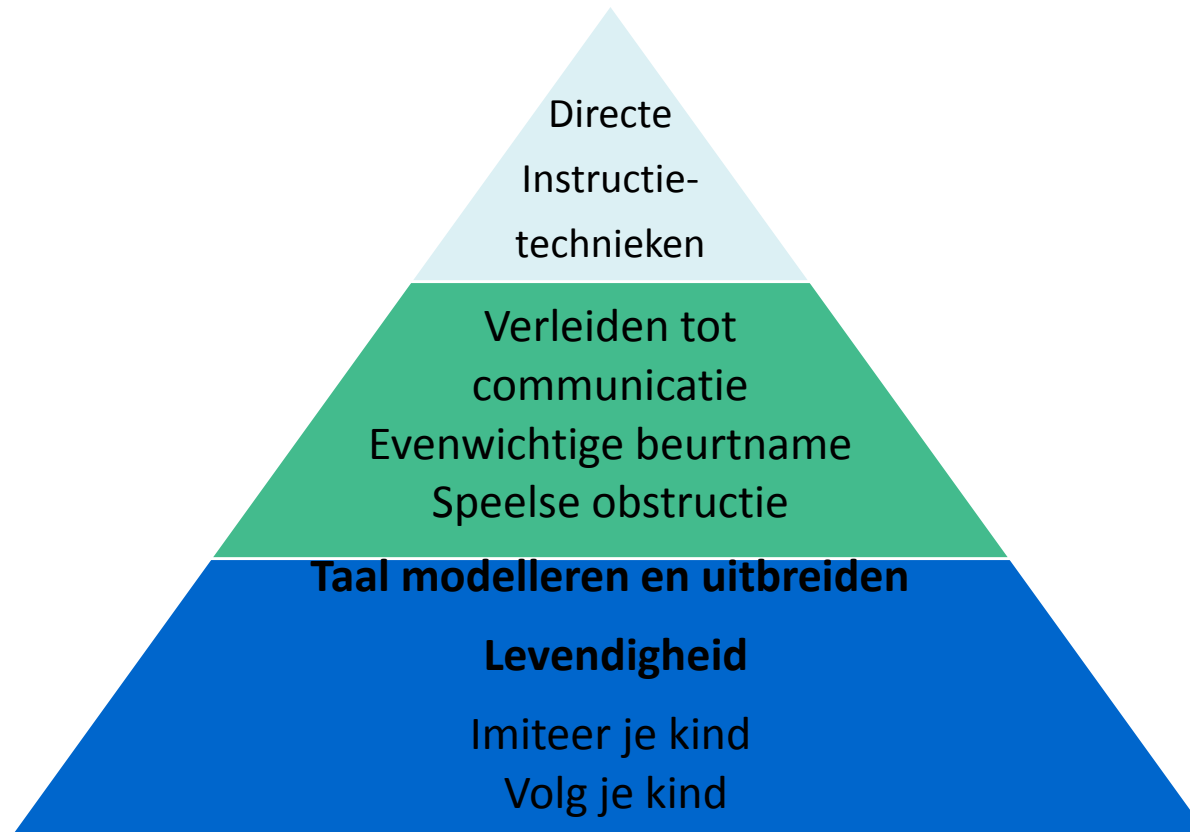 Directe
Instructie-
technieken
Verleiden tot
communicatie
Evenwichtige beurtname
Speelse obstructie
Taal modelleren en uitbreiden
Levendigheid
Imiteer je kind
Volg je kind